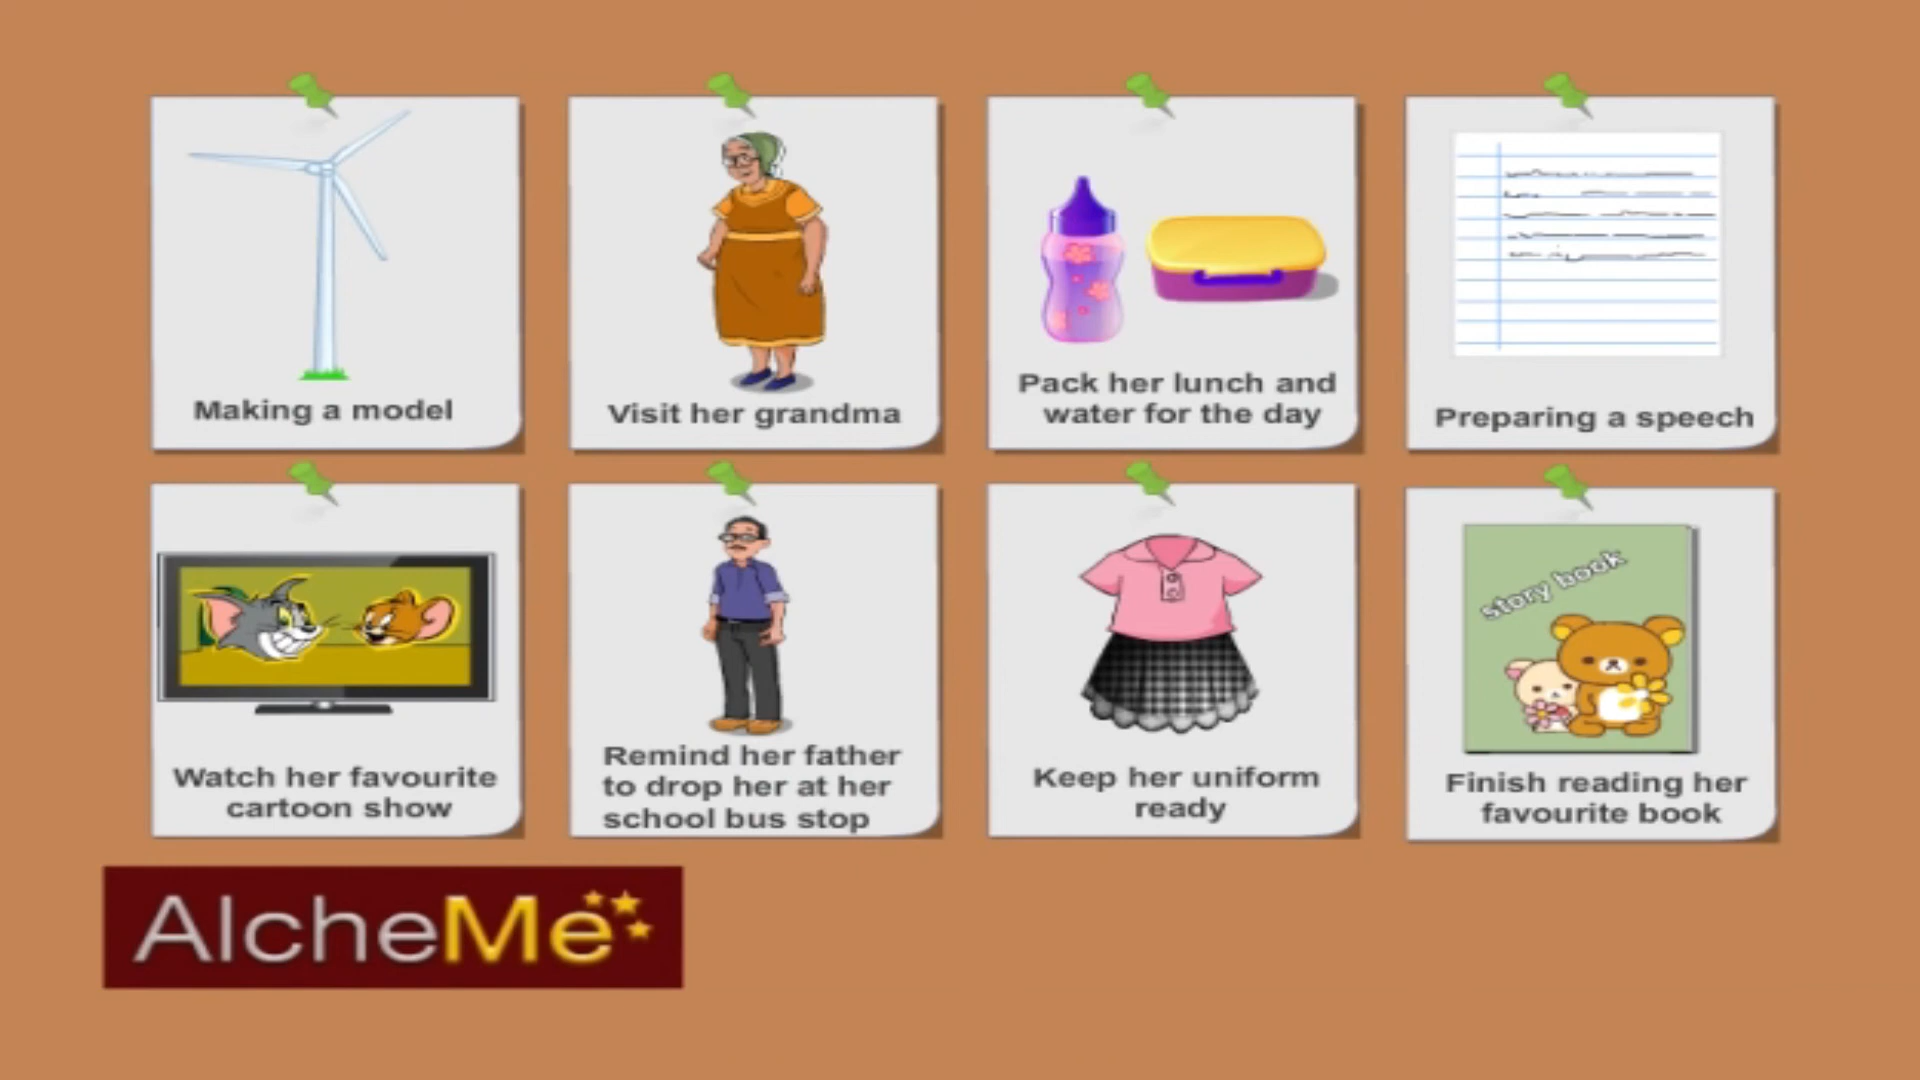 Making a model
Visit her grandma
Pack her lunch and
water for the day
Preparing a speech
Watch her favourite
cartoon show
Remind her father
to drop her at her
school bus stop
Keep her uniform
ready
story book
Finish reading her
favourite book
AlcheMe